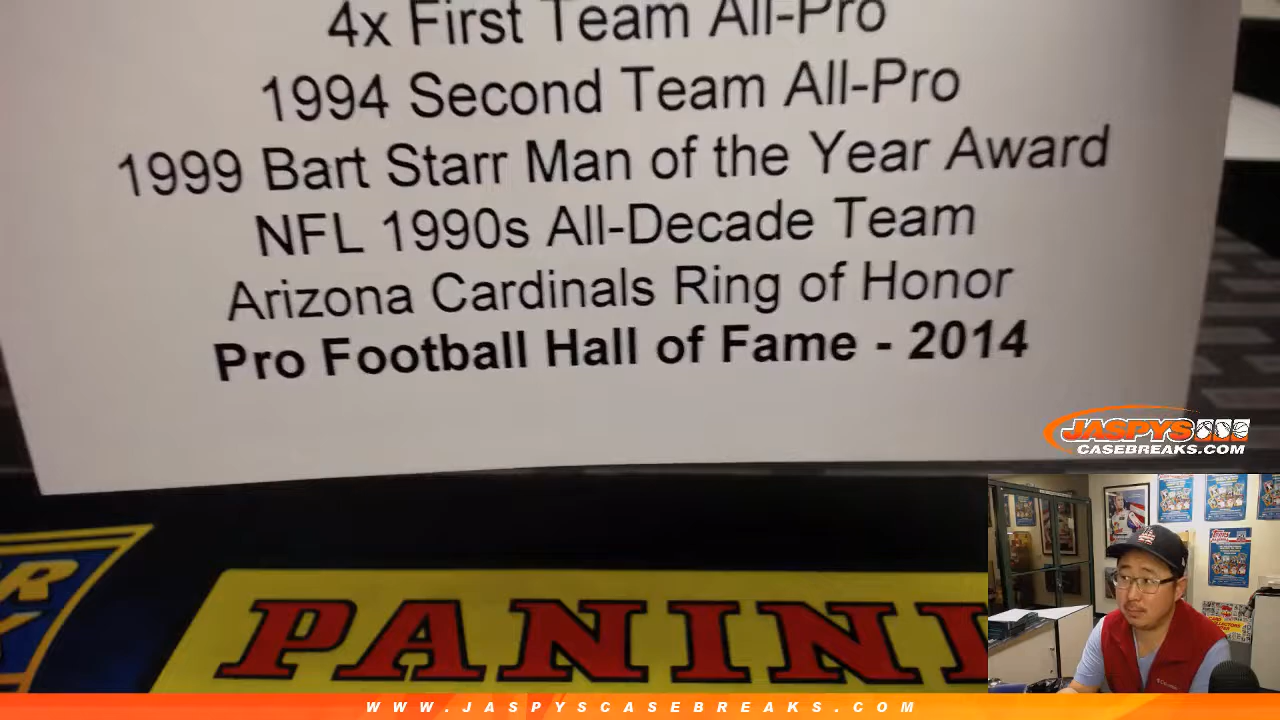 4x First Team All-Pro
1994 Second Team All-Pro
1999 Bart Starr Man of the Year Award
NFL 1990s All-Decade Team
Arizona Cardinals Ring of Honor
Pro Football Hall of Fame - 2014
JASPYS
CASEBREAKS.COM
PANINI
WWW.JASPYSCASEBREAKS.COM